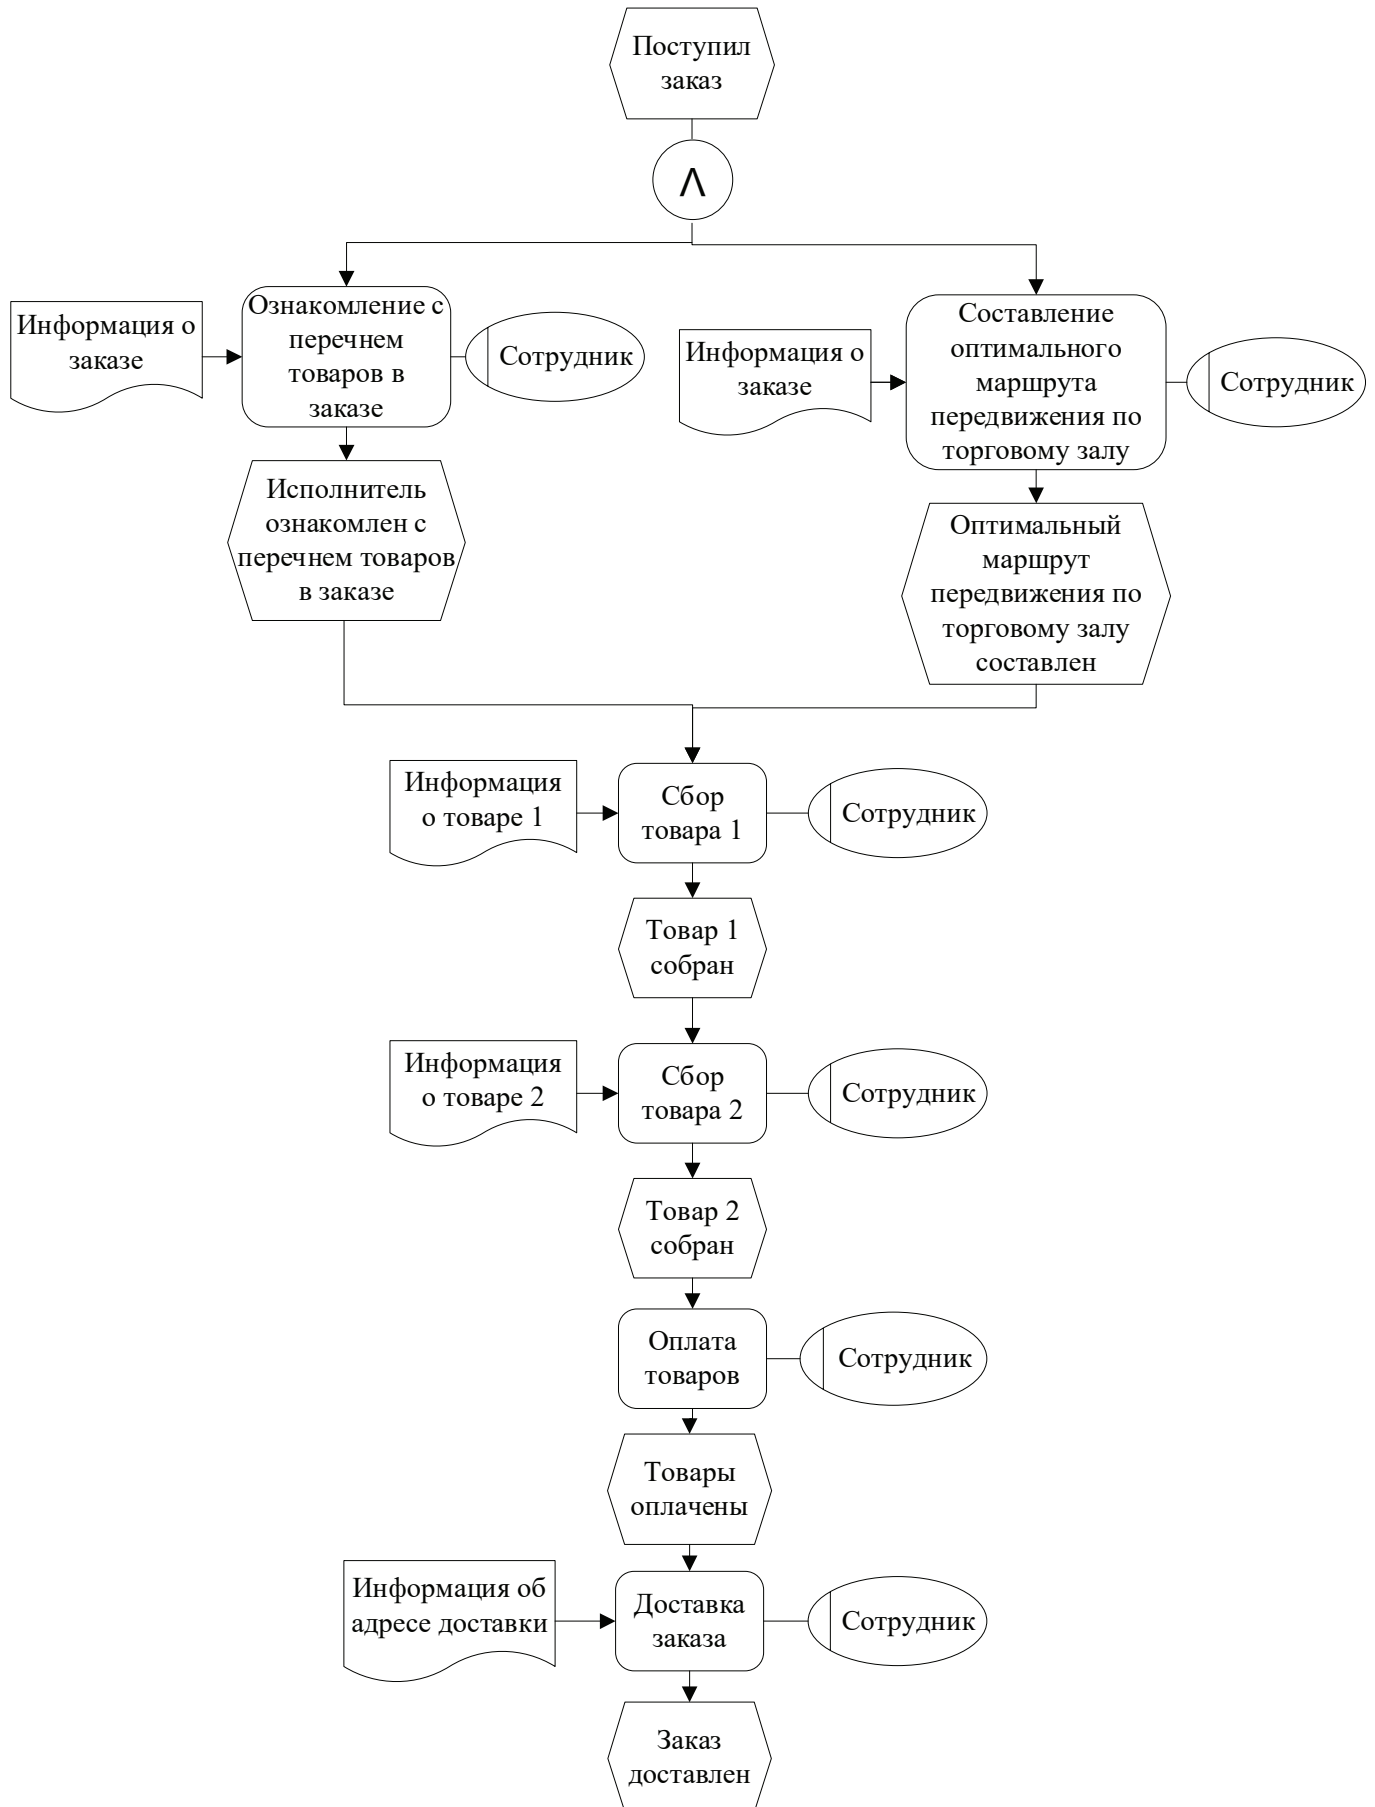 Поступил
заказ
Λ
Информация о
заказе
Ознакомление с
перечнем
товаров в
заказе
Сотрудник
Информация о
заказе
Составление
оптимального
маршрута
передвижения по
торговому залу
Сотрудник
Исполнитель
ознакомлен с
перечнем товаров
в заказе
Оптимальный
маршрут
передвижения по
торговому залу
составлен
Информация
о товаре 1
Сбор
товара 1
Сотрудник
Товар 1
собран
Информация
о товаре 2
Сбор
товара 2
Сотрудник
Товар 2
собран
Оплата
товаров
Сотрудник
Товары
оплачены
Информация об
адресе доставки
Доставка
заказа
Сотрудник
Заказ
доставлен